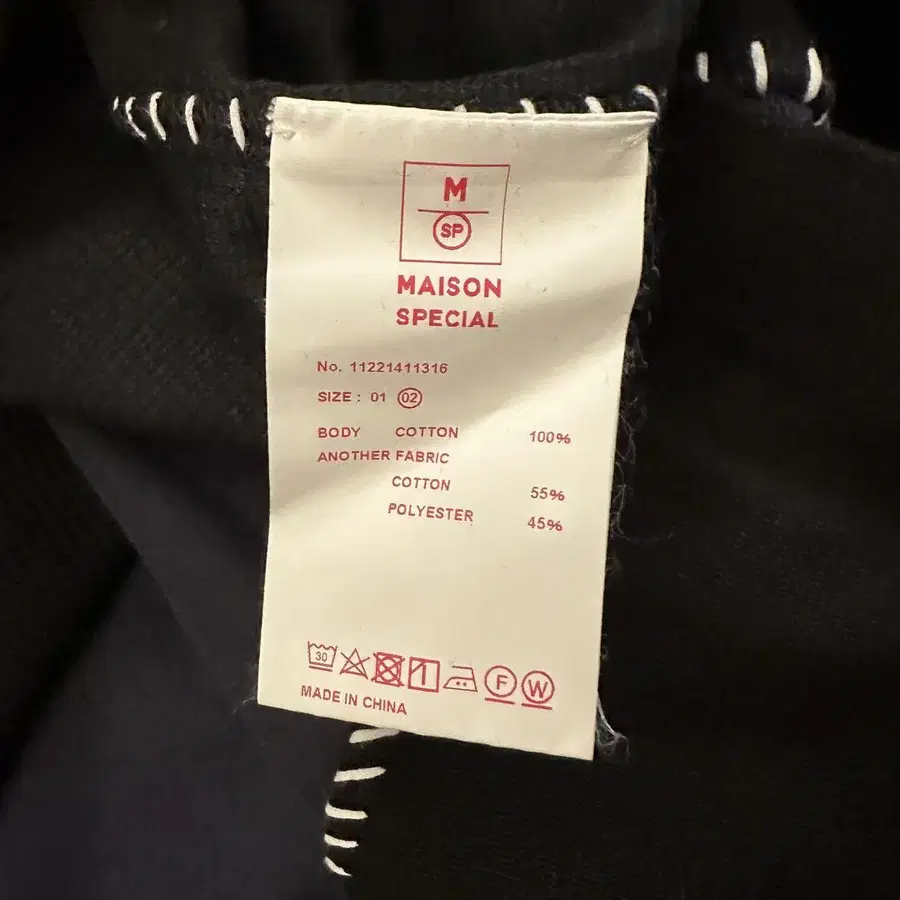 M
SP
MAISON
SPECIAL
No. 11221411316
SIZE : 01 02
BODY COTTON 100%
ANOTHER FABRIC
COTTON 55%
POLYESTER 45%
30 F W
MADE IN CHINA